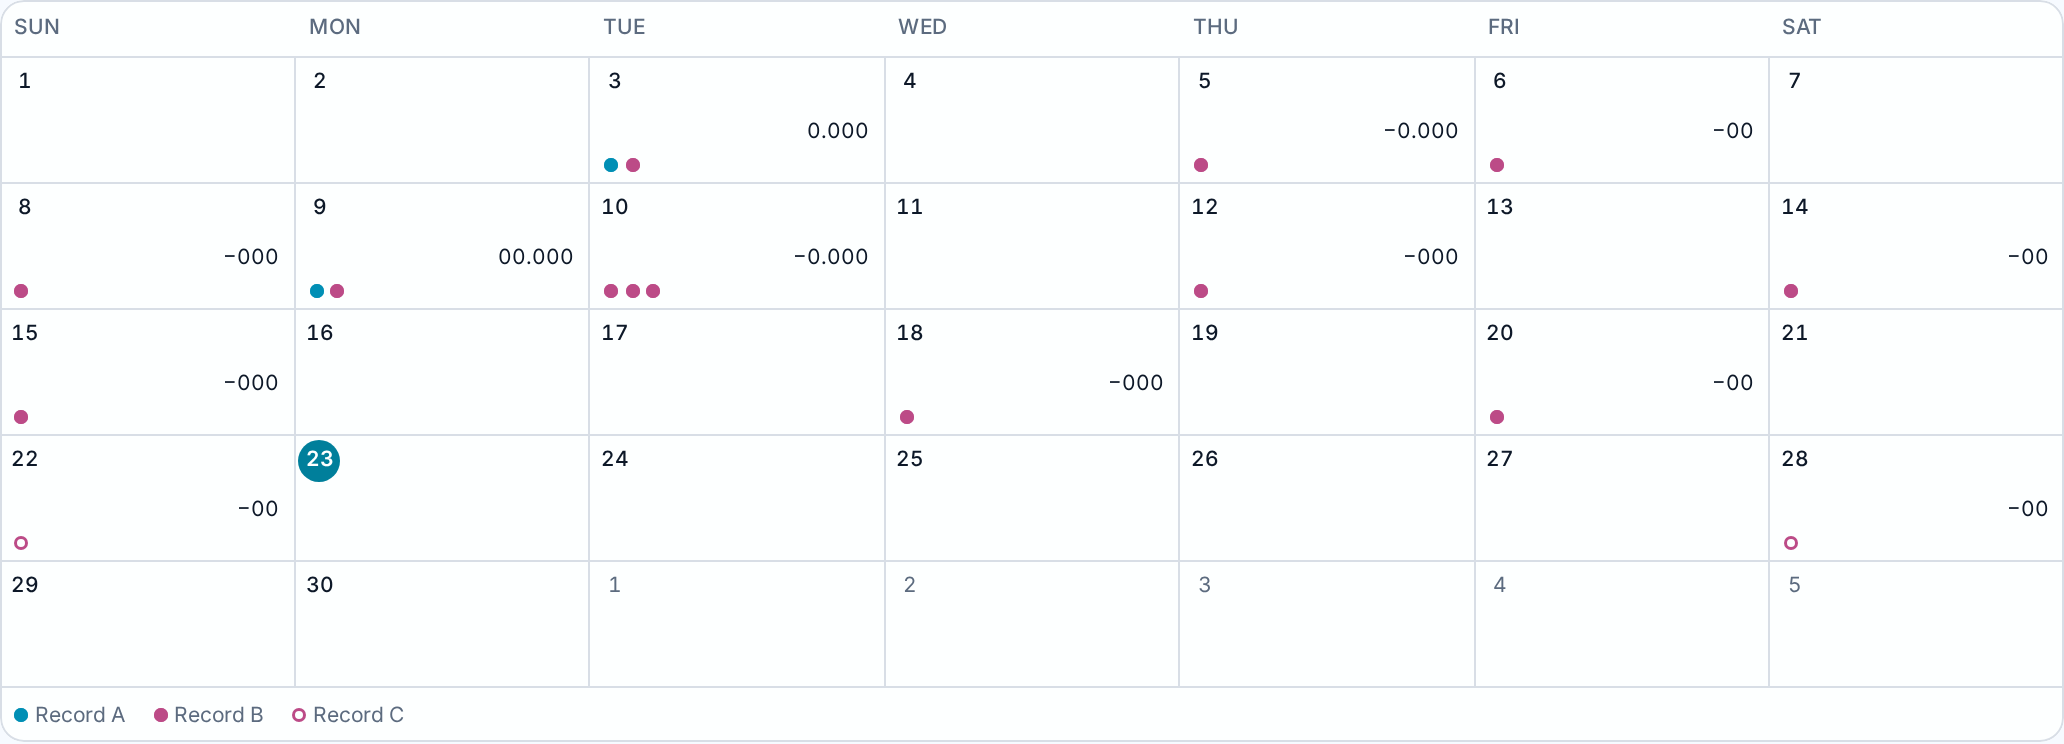 SUN MON TUE WED THU FRI SAT
1 2 3 4 5 6 7
0.000 −0.000 −00
8 9 10 11 12 13 14
−000 00.000 −0.000 −000 −00
15 16 17 18 19 20 21
−000 −000 −00
22 23 24 25 26 27 28
−00 −00
29 30 1 2 3 4 5
Record A Record B Record C